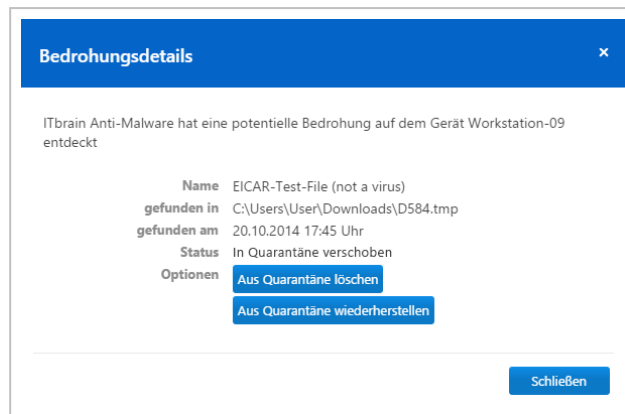 Bedrohungsdetails ×
ITbrain Anti-Malware hat eine potentielle Bedrohung auf dem Gerät Workstation-09
entdeckt
Name EICAR-Test-File (not a virus)
gefunden in C:\Users\User\Downloads\D584.tmp
gefunden am 20.10.2014 17:45 Uhr
Status In Quarantäne verschoben
Optionen Aus Quarantäne löschen
Aus Quarantäne wiederherstellen
Schließen